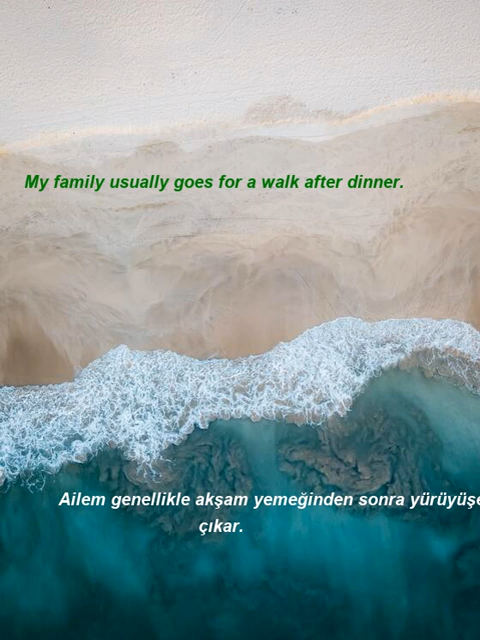 My family usually goes for a walk after dinner.
Ailem genellikle akşam yemeğinden sonra yürüyüşe
çıkar.